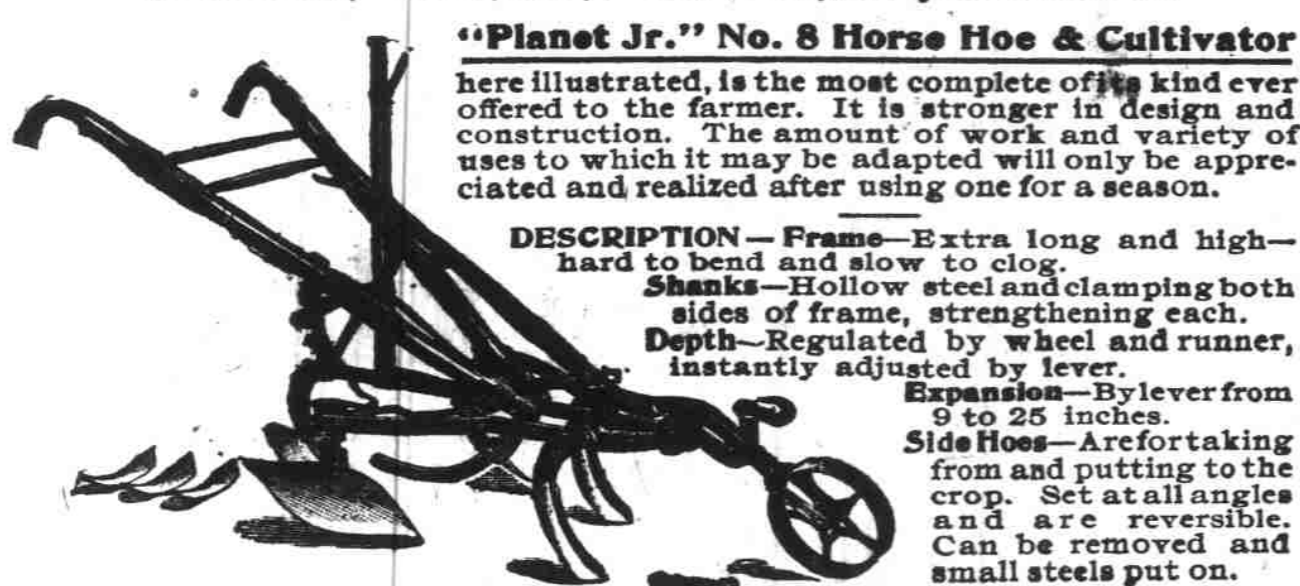 "Planet Jr." No. 8 Horse Hoe & Cultivator
here illustrated, is the most complete of its kind ever
offered to the farmer. It is stronger in design and
construction. The amount of work and variety of
uses to which it may be adapted will only be appre-
ciated and realized after using one for a season.
DESCRIPTION—Frame—Extra long and high—
hard to bend and slow to clog.
Shanks—Hollow steel and clamping both
sides of frame, strengthening each.
Depth—Regulated by wheel and runner,
instantly adjusted by lever.
Expansion—By lever from
9 to 25 inches.
Side Hoes—Are for taking
from and putting to the
crop. Set at all angles
and are reversible.
Can be removed and
small steels put on.